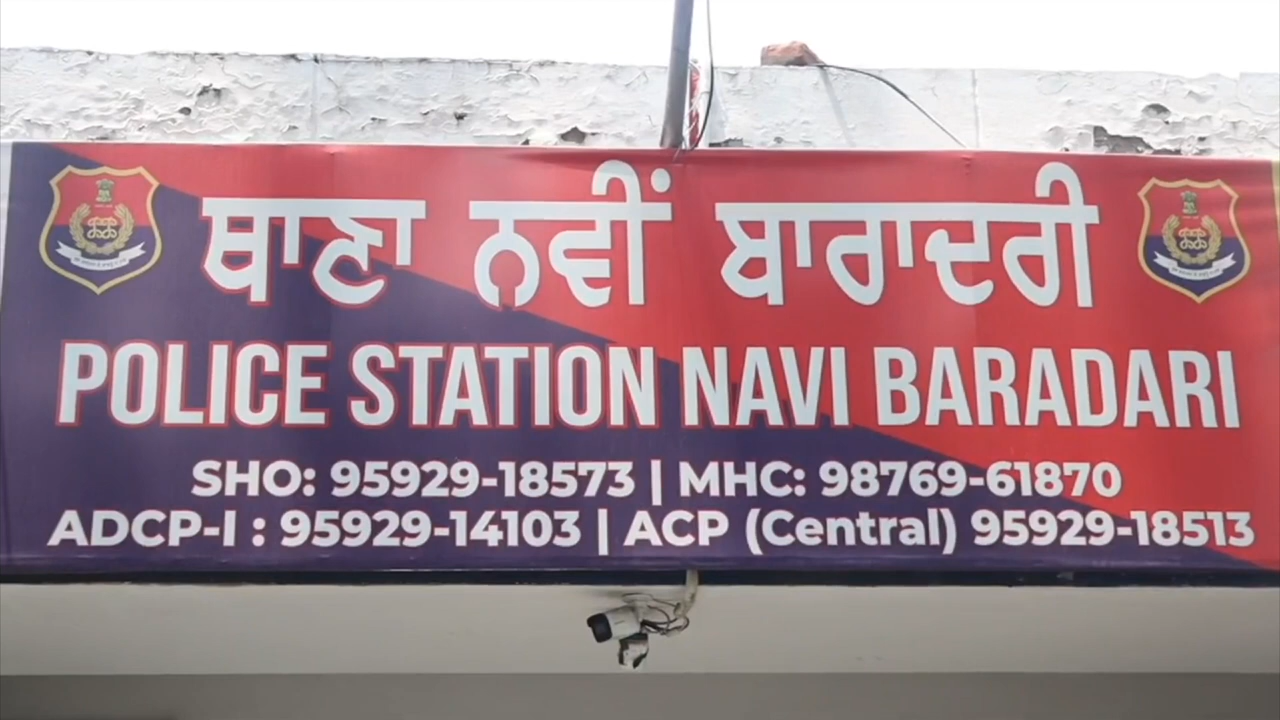 ਥਾਣਾ ਨਵੀਂ ਬਾਰਾਦਰੀ
POLICE STATION NAVI BARADARI
SHO: 95929-18573 | MHC: 98769-61870
ADCP-I : 95929-14103 | ACP (Central) 95929-18513